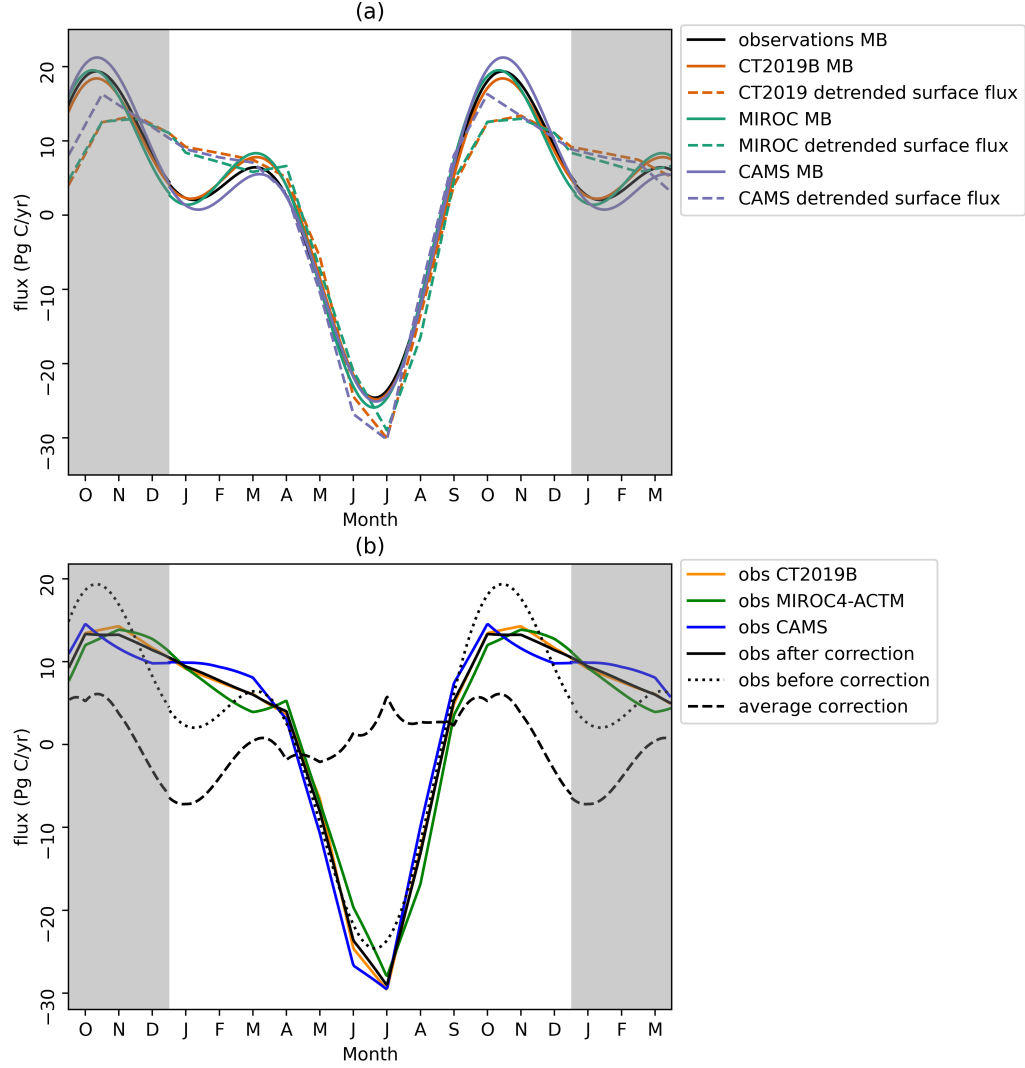 (a)
observations MB
CT2019B MB
CT2019 detrended surface flux
MIROC MB
MIROC detrended surface flux
CAMS MB
CAMS detrended surface flux
flux (Pg C/yr)
20
10
0
−10
−20
−30
O N D J F M A M J J A S O N D J F M
Month
(b)
obs CT2019B
obs MIROC4-ACTM
obs CAMS
obs after correction
obs before correction
average correction
flux (Pg C/yr)
20
10
0
−10
−20
−30
O N D J F M A M J J A S O N D J F M
Month